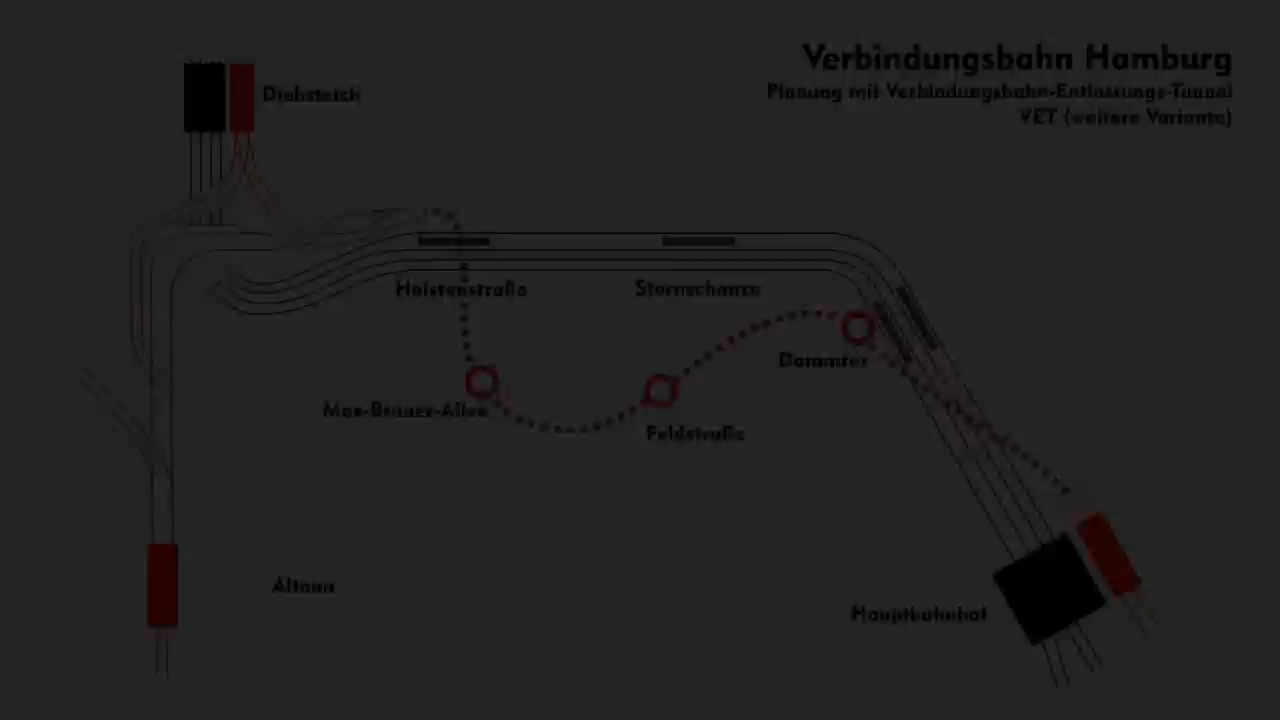 Verbindungsbahn Hamburg
Planung mit Verbindungsbahn-Entlastungs-Tunnel
VET (weitere Variante)
Diebsteich
Holstenstraße
Sternschanze
Dammtor
Max-Brauer-Allee
Feldstraße
Altona
Hauptbahnhof